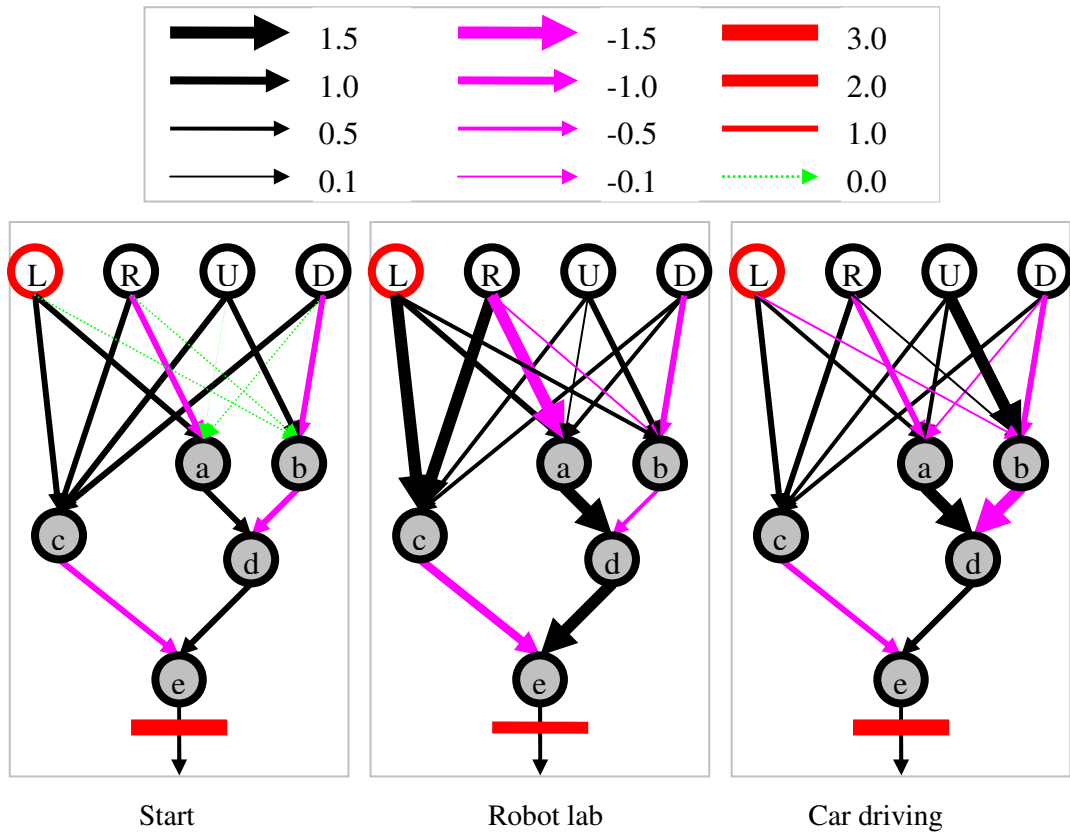 1.5 -1.5 3.0
1.0 -1.0 2.0
0.5 -0.5 1.0
0.1 -0.1 0.0
L R U D L R U D L R U D
a b a b a b
c c c
d d d
e e e
Start Robot lab Car driving